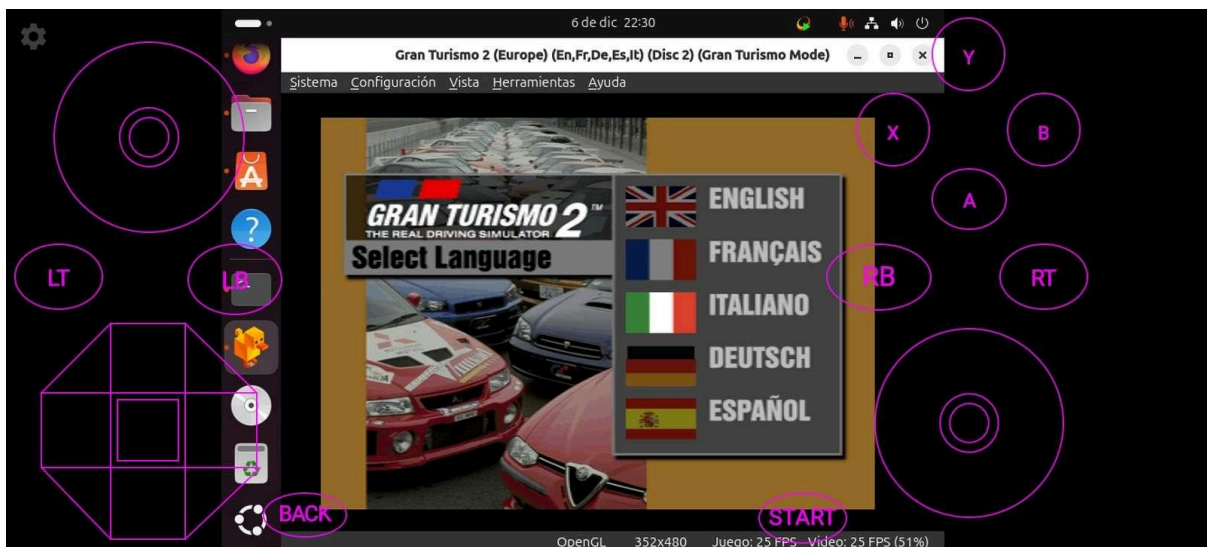 6 de dic 22:30
Gran Turismo 2 (Europe) (En,Fr,De,Es,It) (Disc 2) (Gran Turismo Mode)
Sistema Configuración Vista Herramientas Ayuda
Y
X
B
A
GRAN TURISMO 2 ™
THE REAL DRIVING SIMULATOR
Select Language
ENGLISH
FRANÇAIS
ITALIANO
DEUTSCH
ESPAÑOL
LT
LB
RB
RT
BACK
START
OpenGL 352x480 Juego: 25 FPS Video: 25 FPS (51%)